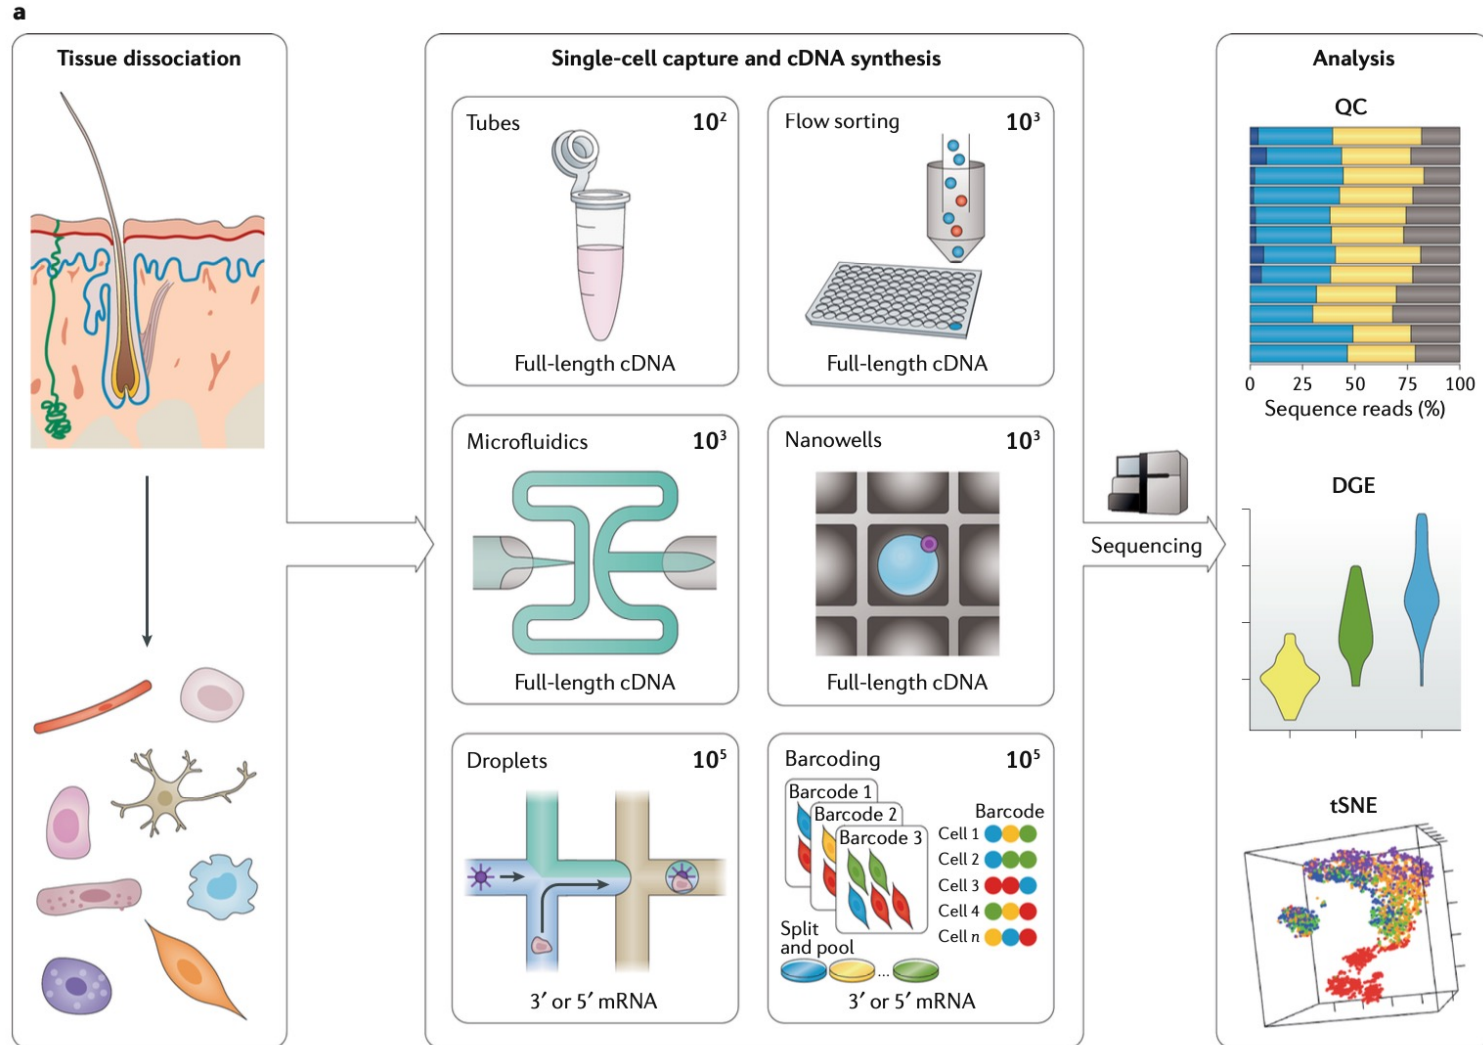 a
Tissue dissociation
Single-cell capture and cDNA synthesis
Tubes
10²
Full-length cDNA
Flow sorting
10³
Full-length cDNA
Microfluidics
10³
Full-length cDNA
Nanowells
10³
Full-length cDNA
Droplets
10⁵
3′ or 5′ mRNA
Barcoding
10⁵
Barcode 1
Barcode 2
Barcode 3
Barcode
Cell 1
Cell 2
Cell 3
Cell 4
Cell n
Split
and pool
...
3′ or 5′ mRNA
Sequencing
Analysis
QC
0 25 50 75 100
Sequence reads (%)
DGE
tSNE